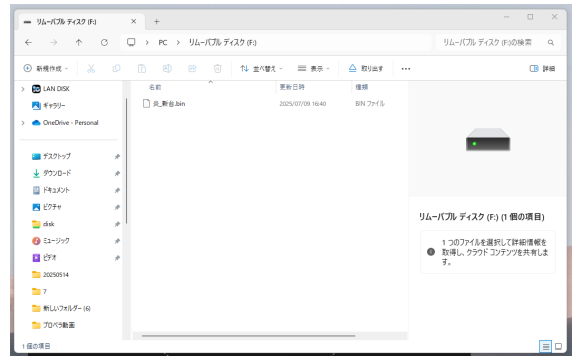 リムーバブル ディスク (F:)
PC > リムーバブル ディスク (F:)
リムーバブル ディスク (F:)の検索
新規作成
並べ替え
表示
取り出す
詳細
名前 更新日時 種類
炎_新台.bin 2025/07/09 16:40 BIN ファイル
LAN DISK
ギャラリー
OneDrive - Personal
デスクトップ
ダウンロード
ドキュメント
ピクチャ
disk
ミュージック
ビデオ
20250514
7
新しいフォルダー (6)
プロペラ動画
リムーバブル ディスク (F:) (1 個の項目)
1 つのファイルを選択して詳細情報を
取得し、クラウド コンテンツを共有しま
す。
1 個の項目